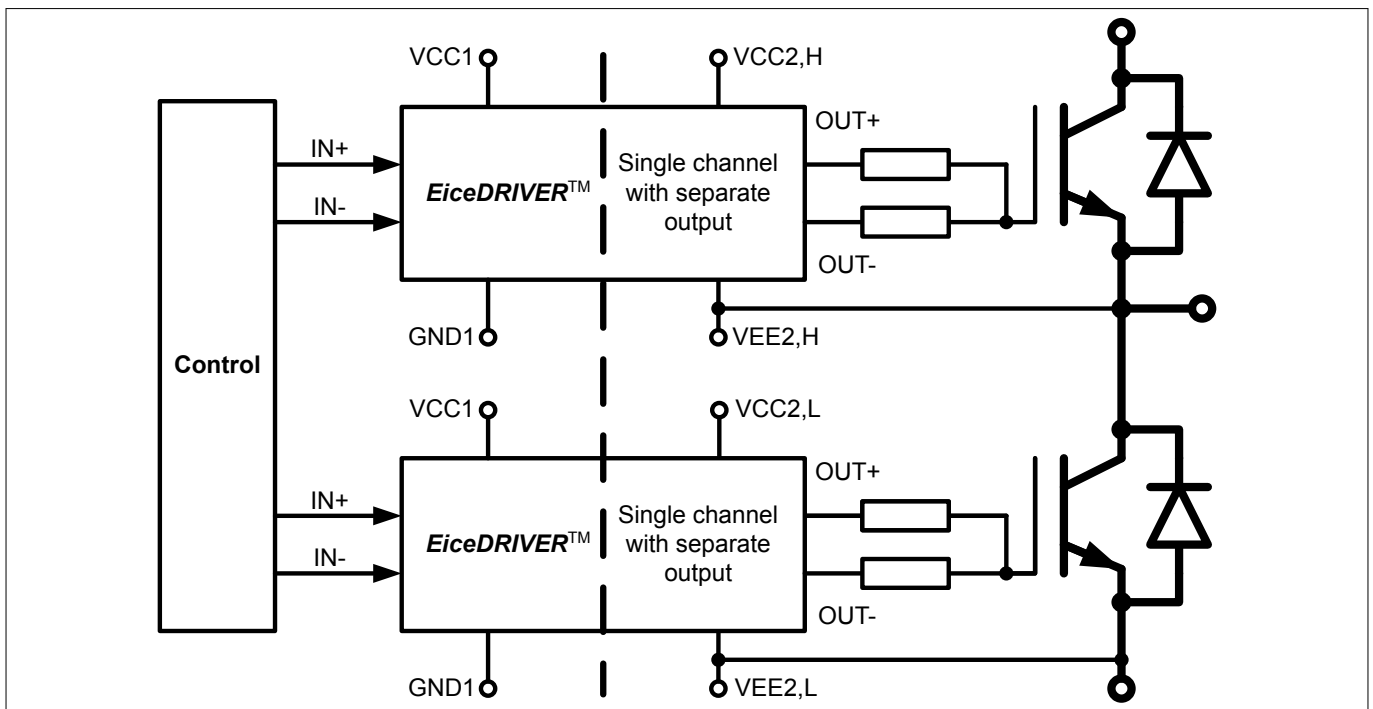 VCC1
VCC2,H
OUT+
IN+
EiceDRIVER™
Single channel
with separate
output
IN-
OUT-
GND1
VEE2,H
Control
VCC1
VCC2,L
OUT+
IN+
EiceDRIVER™
Single channel
with separate
output
IN-
OUT-
GND1
VEE2,L